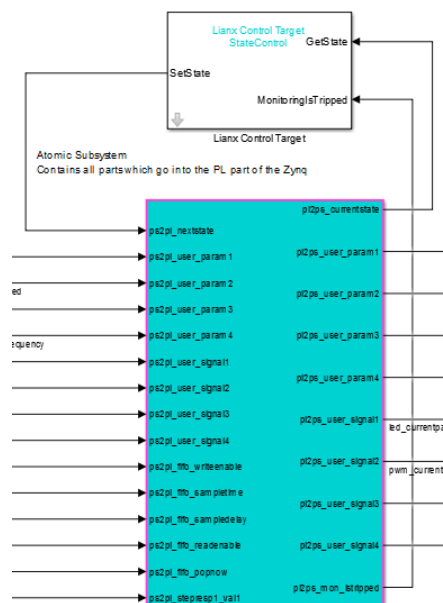 Lianx Control Target
StateControl
GetState
SetState
MonitoringIsTripped
Lianx Control Target
Atomic Subsystem
Contains all parts which go into the PL part of the Zynq
pl2ps_currentstate
ps2pl_nextstate
pl2ps_user_param1
ps2pl_user_param1
ps2pl_user_param2
ed
pl2ps_user_param2
ps2pl_user_param3
pl2ps_user_param3
ps2pl_user_param4
equency
ps2pl_user_signal1
pl2ps_user_param4
ps2pl_user_signal2
ps2pl_user_signal3
pl2ps_user_signal1
led_currentpa
ps2pl_user_signal4
pl2ps_user_signal2
pwm_current
ps2pl_fifo_writeenable
ps2pl_fifo_sampletime
pl2ps_user_signal3
ps2pl_fifo_sampledelay
ps2pl_fifo_readenable
pl2ps_user_signal4
ps2pl_fifo_popnow
pl2ps_mon_istripped
ps2pl_stepresp1_val1